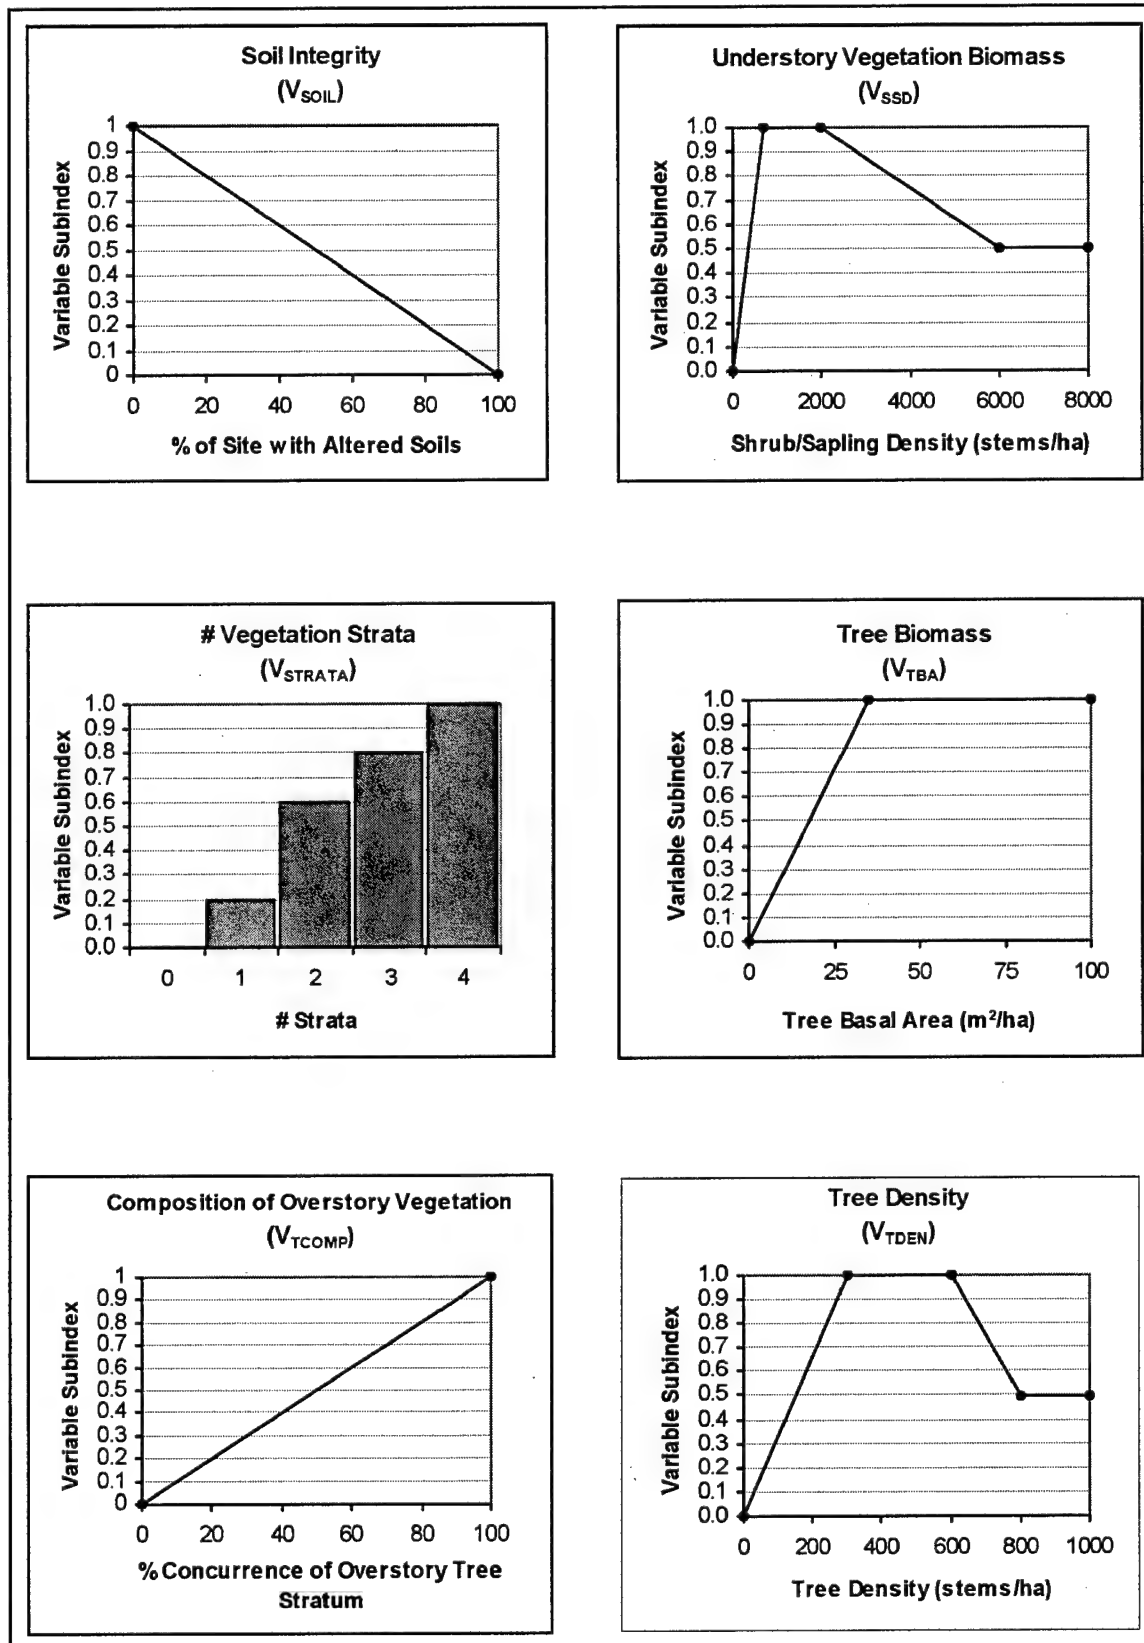 Soil Integrity
(V_SOIL)
Variable Subindex
1
0.9
0.8
0.7
0.6
0.5
0.4
0.3
0.2
0.1
0
0 20 40 60 80 100
% of Site with Altered Soils
Understory Vegetation Biomass
(V_SSD)
Variable Subindex
1.0
0.9
0.8
0.7
0.6
0.5
0.4
0.3
0.2
0.1
0.0
0 2000 4000 6000 8000
Shrub/Sapling Density (stems/ha)
# Vegetation Strata
(V_STRATA)
Variable Subindex
1.0
0.9
0.8
0.7
0.6
0.5
0.4
0.3
0.2
0.1
0.0
0 1 2 3 4
# Strata
Tree Biomass
(V_TBA)
Variable Subindex
1.0
0.9
0.8
0.7
0.6
0.5
0.4
0.3
0.2
0.1
0.0
0 25 50 75 100
Tree Basal Area (m²/ha)
Composition of Overstory Vegetation
(V_TCOMP)
Variable Subindex
1
0.9
0.8
0.7
0.6
0.5
0.4
0.3
0.2
0.1
0
0 20 40 60 80 100
% Concurrence of Overstory Tree
Stratum
Tree Density
(V_TDEN)
Variable Subindex
1.0
0.9
0.8
0.7
0.6
0.5
0.4
0.3
0.2
0.1
0.0
0 200 400 600 800 1000
Tree Density (stems/ha)